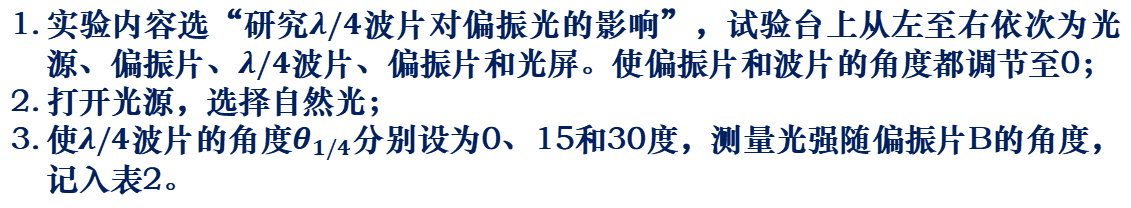 1. 实验内容选“研究λ/4波片对偏振光的影响”，试验台上从左至右依次为光
源、偏振片、λ/4波片、偏振片和光屏。使偏振片和波片的角度都调节至0；
2. 打开光源，选择自然光；
3. 使λ/4波片的角度θ1/4分别设为0、15和30度，测量光强随偏振片B的角度，
记入表2。